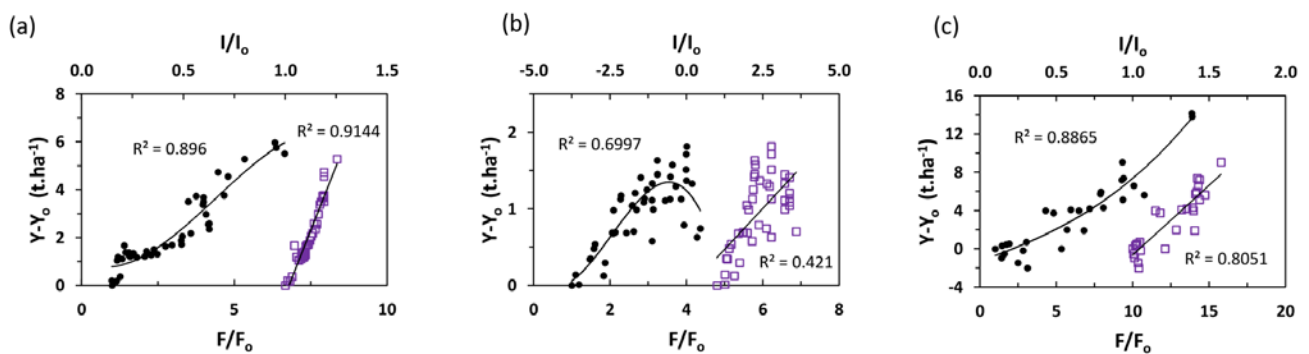 (a)
I/Iₒ
0.0 0.5 1.0 1.5
8
6
4
2
0
Y-Yₒ (t.ha⁻¹)
R² = 0.896
R² = 0.9144
0 5 10
F/Fₒ
(b)
I/Iₒ
-5.0 -2.5 0.0 2.5 5.0
2
1
0
Y-Yₒ (t.ha⁻¹)
R² = 0.6997
R² = 0.421
0 2 4 6 8
F/Fₒ
(c)
I/Iₒ
0.0 0.5 1.0 1.5 2.0
16
12
8
4
0
-4
Y-Yₒ (t.ha⁻¹)
R² = 0.8865
R² = 0.8051
0 5 10 15 20
F/Fₒ